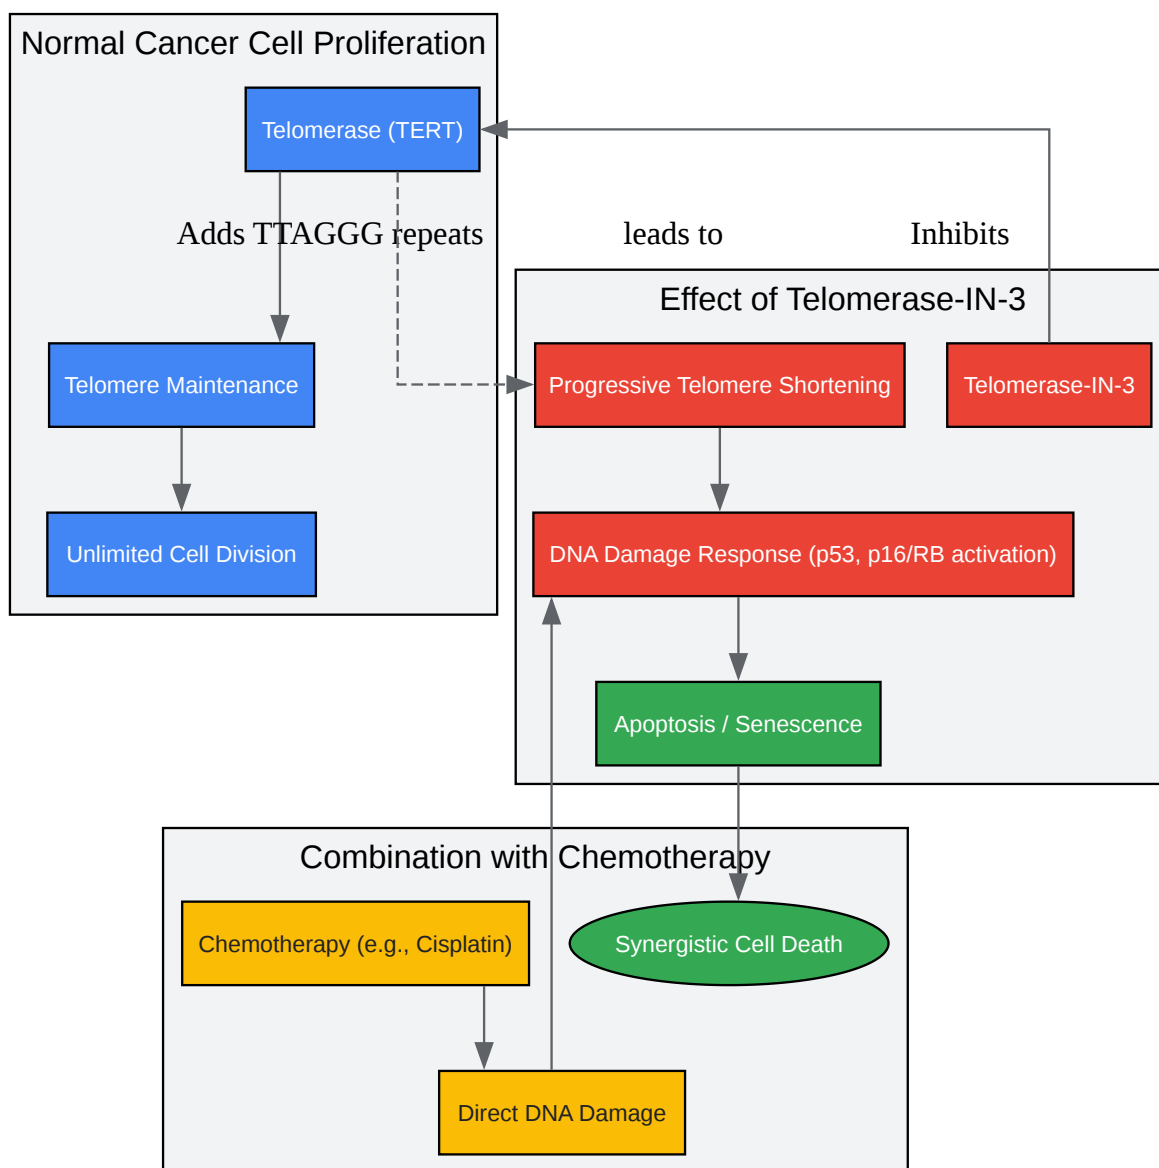 Normal Cancer Cell Proliferation
Telomerase (TERT)
Adds TTAGGG repeats
leads to
Inhibits
Effect of Telomerase-IN-3
Telomere Maintenance
Progressive Telomere Shortening
Telomerase-IN-3
Unlimited Cell Division
DNA Damage Response (p53, p16/RB activation)
Apoptosis / Senescence
Combination with Chemotherapy
Chemotherapy (e.g., Cisplatin)
Synergistic Cell Death
Direct DNA Damage